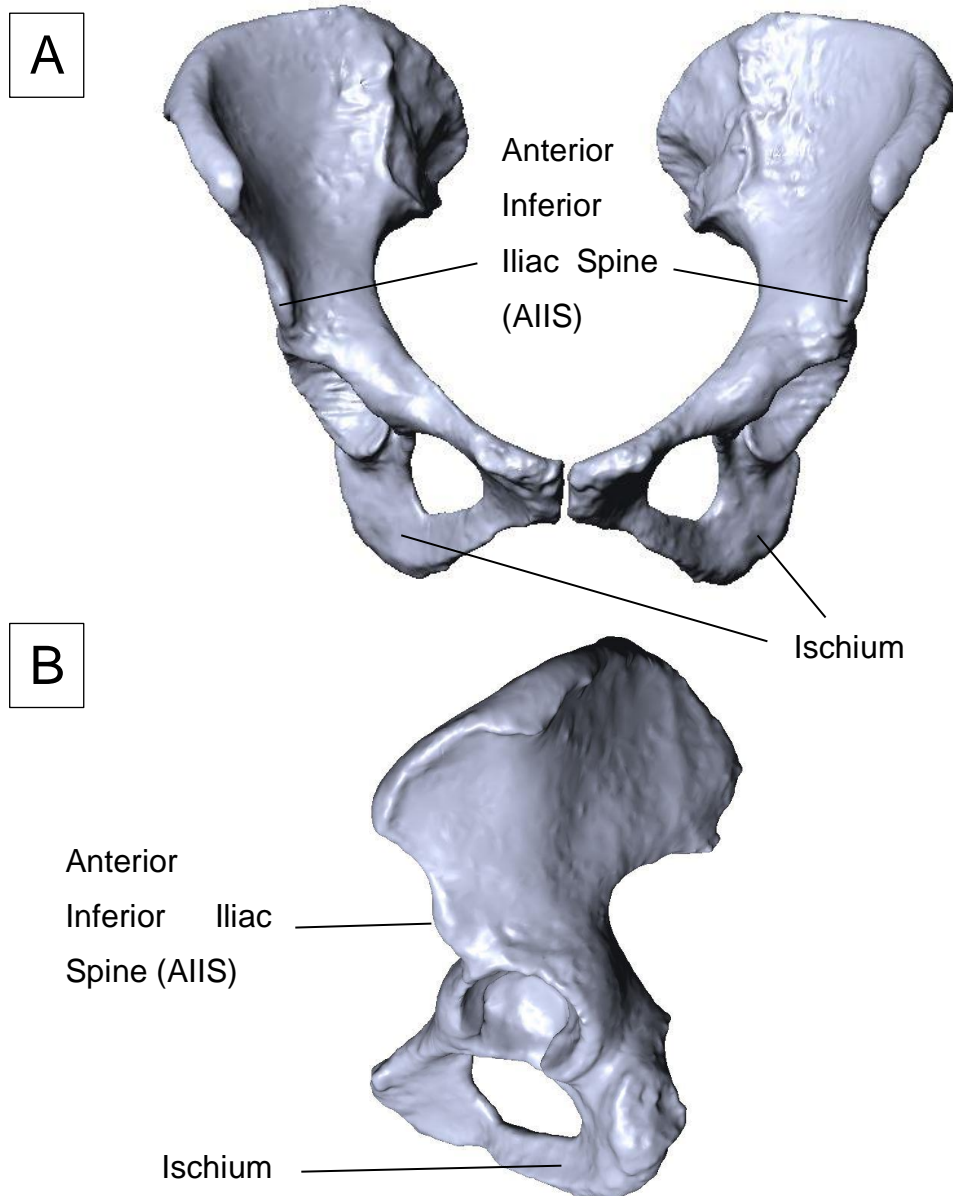 A
Anterior
Inferior
Iliac Spine
(AIIS)
Ischium
B
Anterior
Inferior Iliac
Spine (AIIS)
Ischium